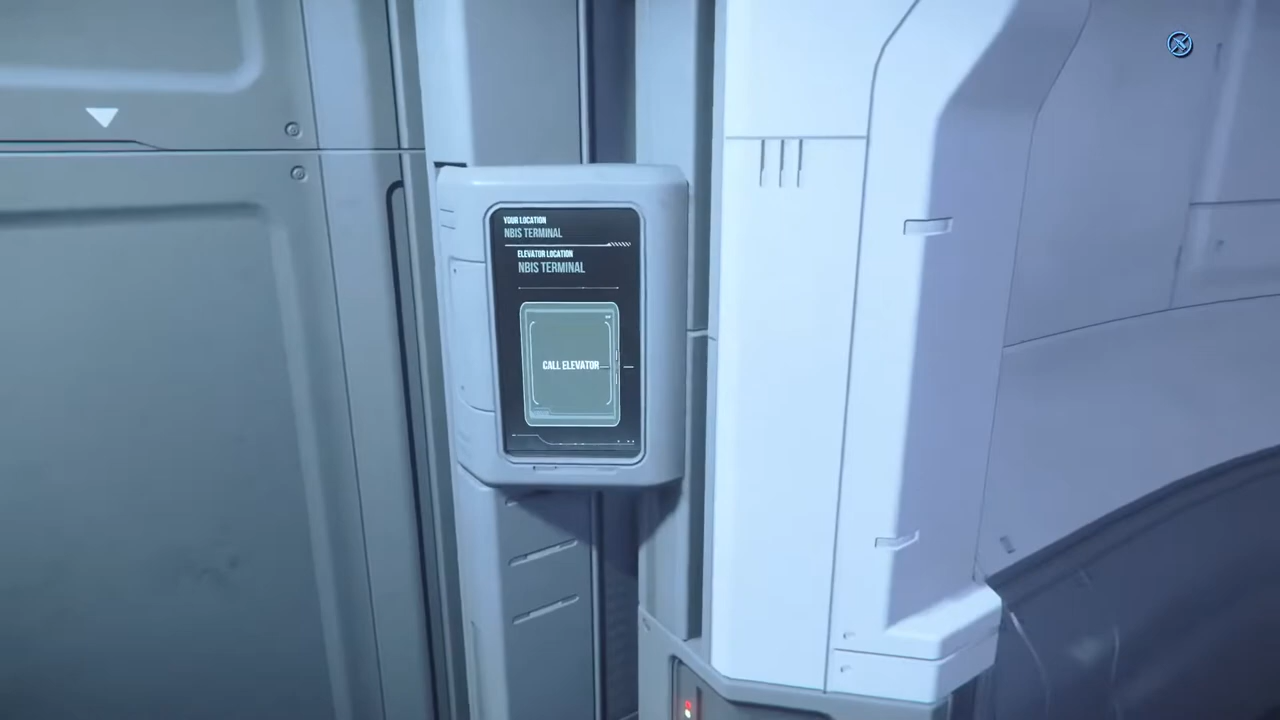 YOUR LOCATION
NBIS TERMINAL
ELEVATOR LOCATION
NBIS TERMINAL
CALL ELEVATOR